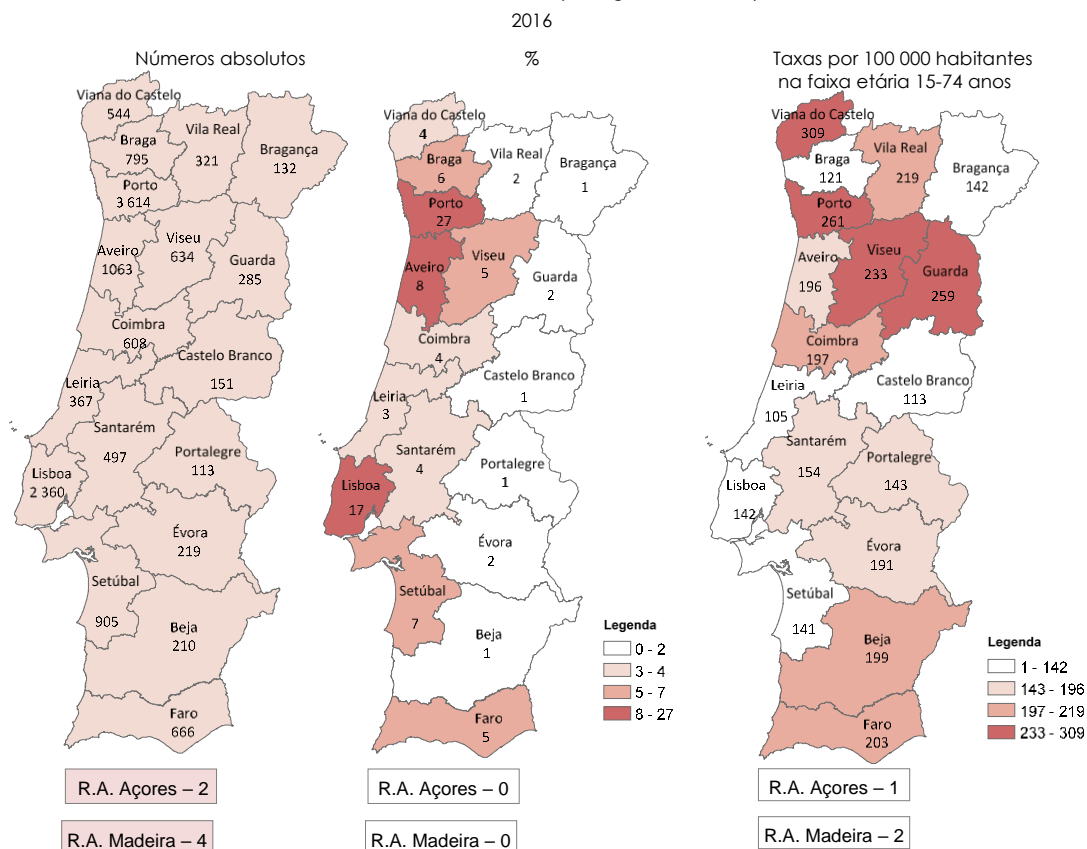 2016
Números absolutos
Viana do Castelo
544
Braga
795
Vila Real
321
Bragança
132
Porto
3 614
Aveiro
1063
Viseu
634
Guarda
285
Coimbra
608
Castelo Branco
151
Leiria
367
Santarém
497
Portalegre
113
Lisboa
2 360
Évora
219
Setúbal
905
Beja
210
Faro
666
R.A. Açores – 2
R.A. Madeira – 4
%
Viana do Castelo
4
Braga
6
Vila Real
2
Bragança
1
Porto
27
Aveiro
8
Viseu
5
Guarda
2
Coimbra
4
Castelo Branco
1
Leiria
3
Santarém
4
Portalegre
1
Lisboa
17
Évora
2
Setúbal
7
Beja
1
Faro
5
Legenda
0 - 2
3 - 4
5 - 7
8 - 27
R.A. Açores – 0
R.A. Madeira – 0
Taxas por 100 000 habitantes
na faixa etária 15-74 anos
Viana do Castelo
309
Braga
121
Vila Real
219
Bragança
142
Porto
261
Aveiro
196
Viseu
233
Guarda
259
Coimbra
197
Castelo Branco
113
Leiria
105
Santarém
154
Portalegre
143
Lisboa
142
Évora
191
Setúbal
141
Beja
199
Faro
203
Legenda
1 - 142
143 - 196
197 - 219
233 - 309
R.A. Açores – 1
R.A. Madeira – 2